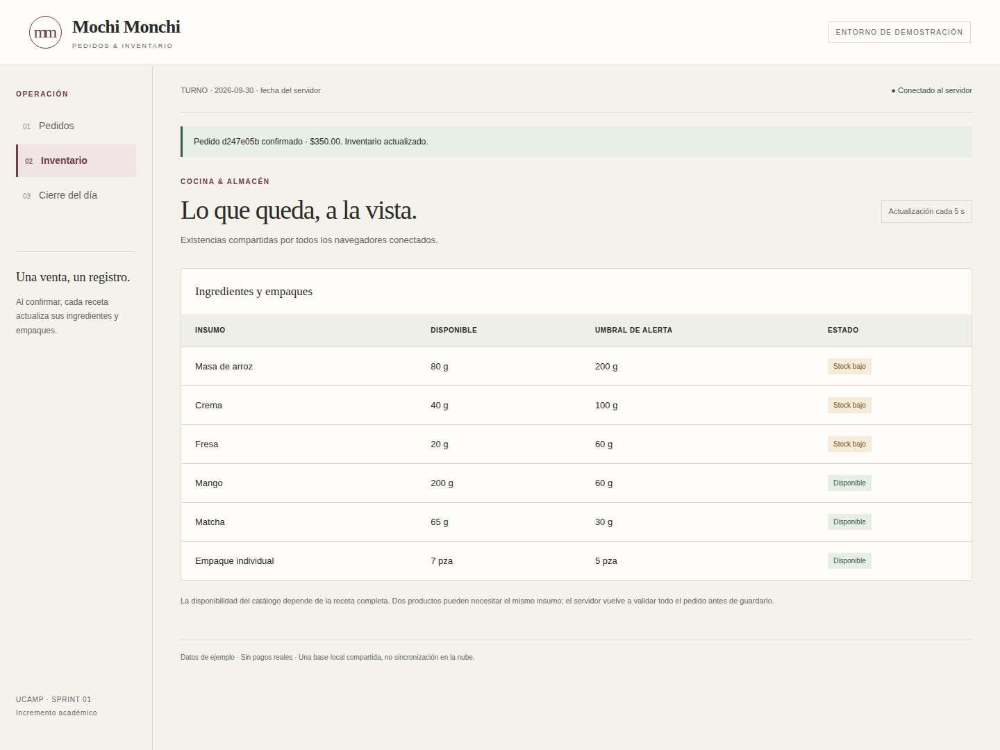 mm
Mochi Monchi
PEDIDOS & INVENTARIO
ENTORNO DE DEMOSTRACIÓN
OPERACIÓN
01 Pedidos
02 Inventario
03 Cierre del día
Una venta, un registro.
Al confirmar, cada receta
actualiza sus ingredientes y
empaques.
UCAMP · SPRINT 01
Incremento académico
TURNO · 2026-09-30 · fecha del servidor
● Conectado al servidor
Pedido d247e05b confirmado · $350.00. Inventario actualizado.
COCINA & ALMACÉN
Lo que queda, a la vista.
Actualización cada 5 s
Existencias compartidas por todos los navegadores conectados.
Ingredientes y empaques
INSUMO DISPONIBLE UMBRAL DE ALERTA ESTADO
Masa de arroz 80 g 200 g Stock bajo
Crema 40 g 100 g Stock bajo
Fresa 20 g 60 g Stock bajo
Mango 200 g 60 g Disponible
Matcha 65 g 30 g Disponible
Empaque individual 7 pza 5 pza Disponible
La disponibilidad del catálogo depende de la receta completa. Dos productos pueden necesitar el mismo insumo; el servidor vuelve a validar todo el pedido antes de guardarlo.
Datos de ejemplo · Sin pagos reales · Una base local compartida, no sincronización en la nube.